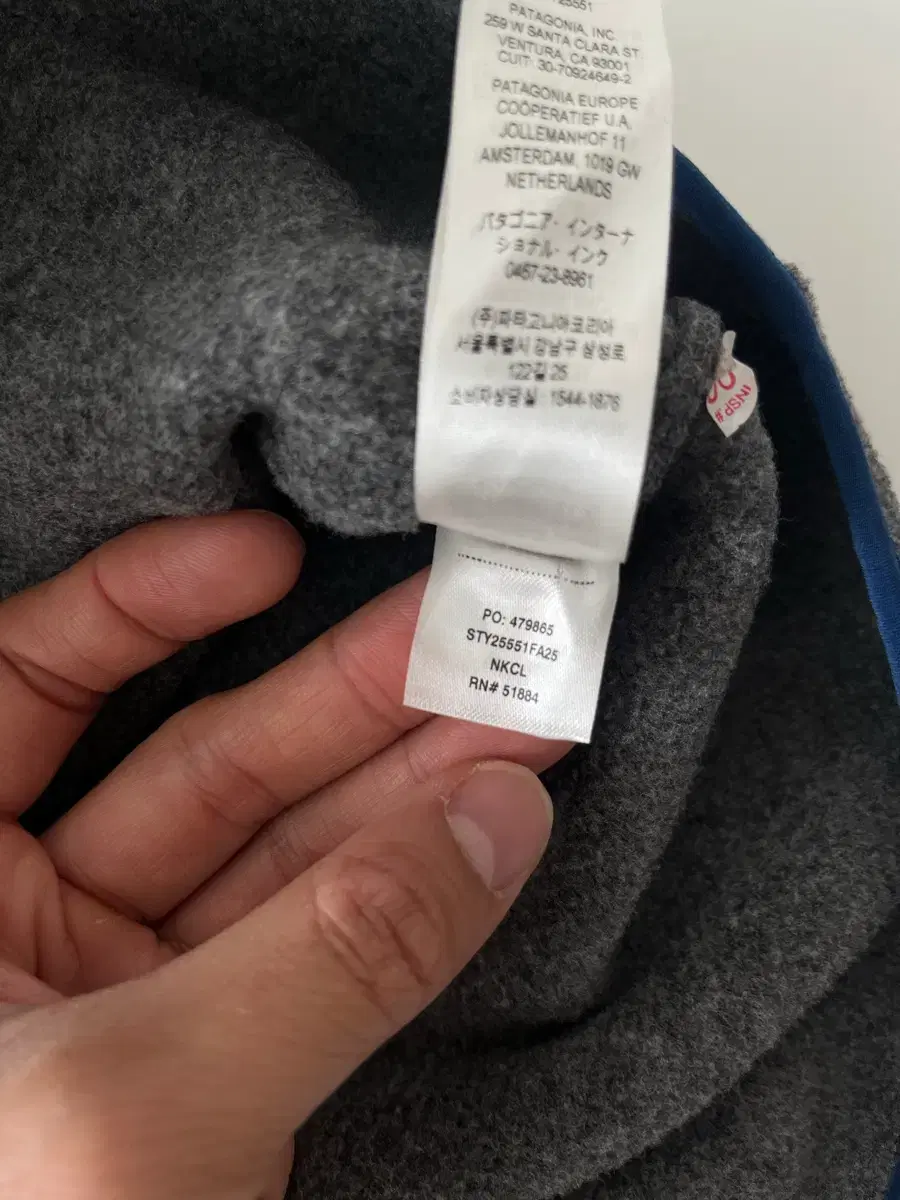 25551
PATAGONIA, INC.
259 W SANTA CLARA ST.
VENTURA, CA 93001
CUIT: 30-70924649-2
PATAGONIA EUROPE
COÖPERATIEF U.A.
JOLLEMANHOF 11
AMSTERDAM, 1019 GW
NETHERLANDS
パタゴニア・インターナ
ショナル・インク
0467-23-8961
(주)파타고니아코리아
서울특별시 강남구 삼성로
122길 25
소비자상담실 : 1544-1876
INSP#
PO: 479865
STY25551FA25
NKCL
RN# 51884